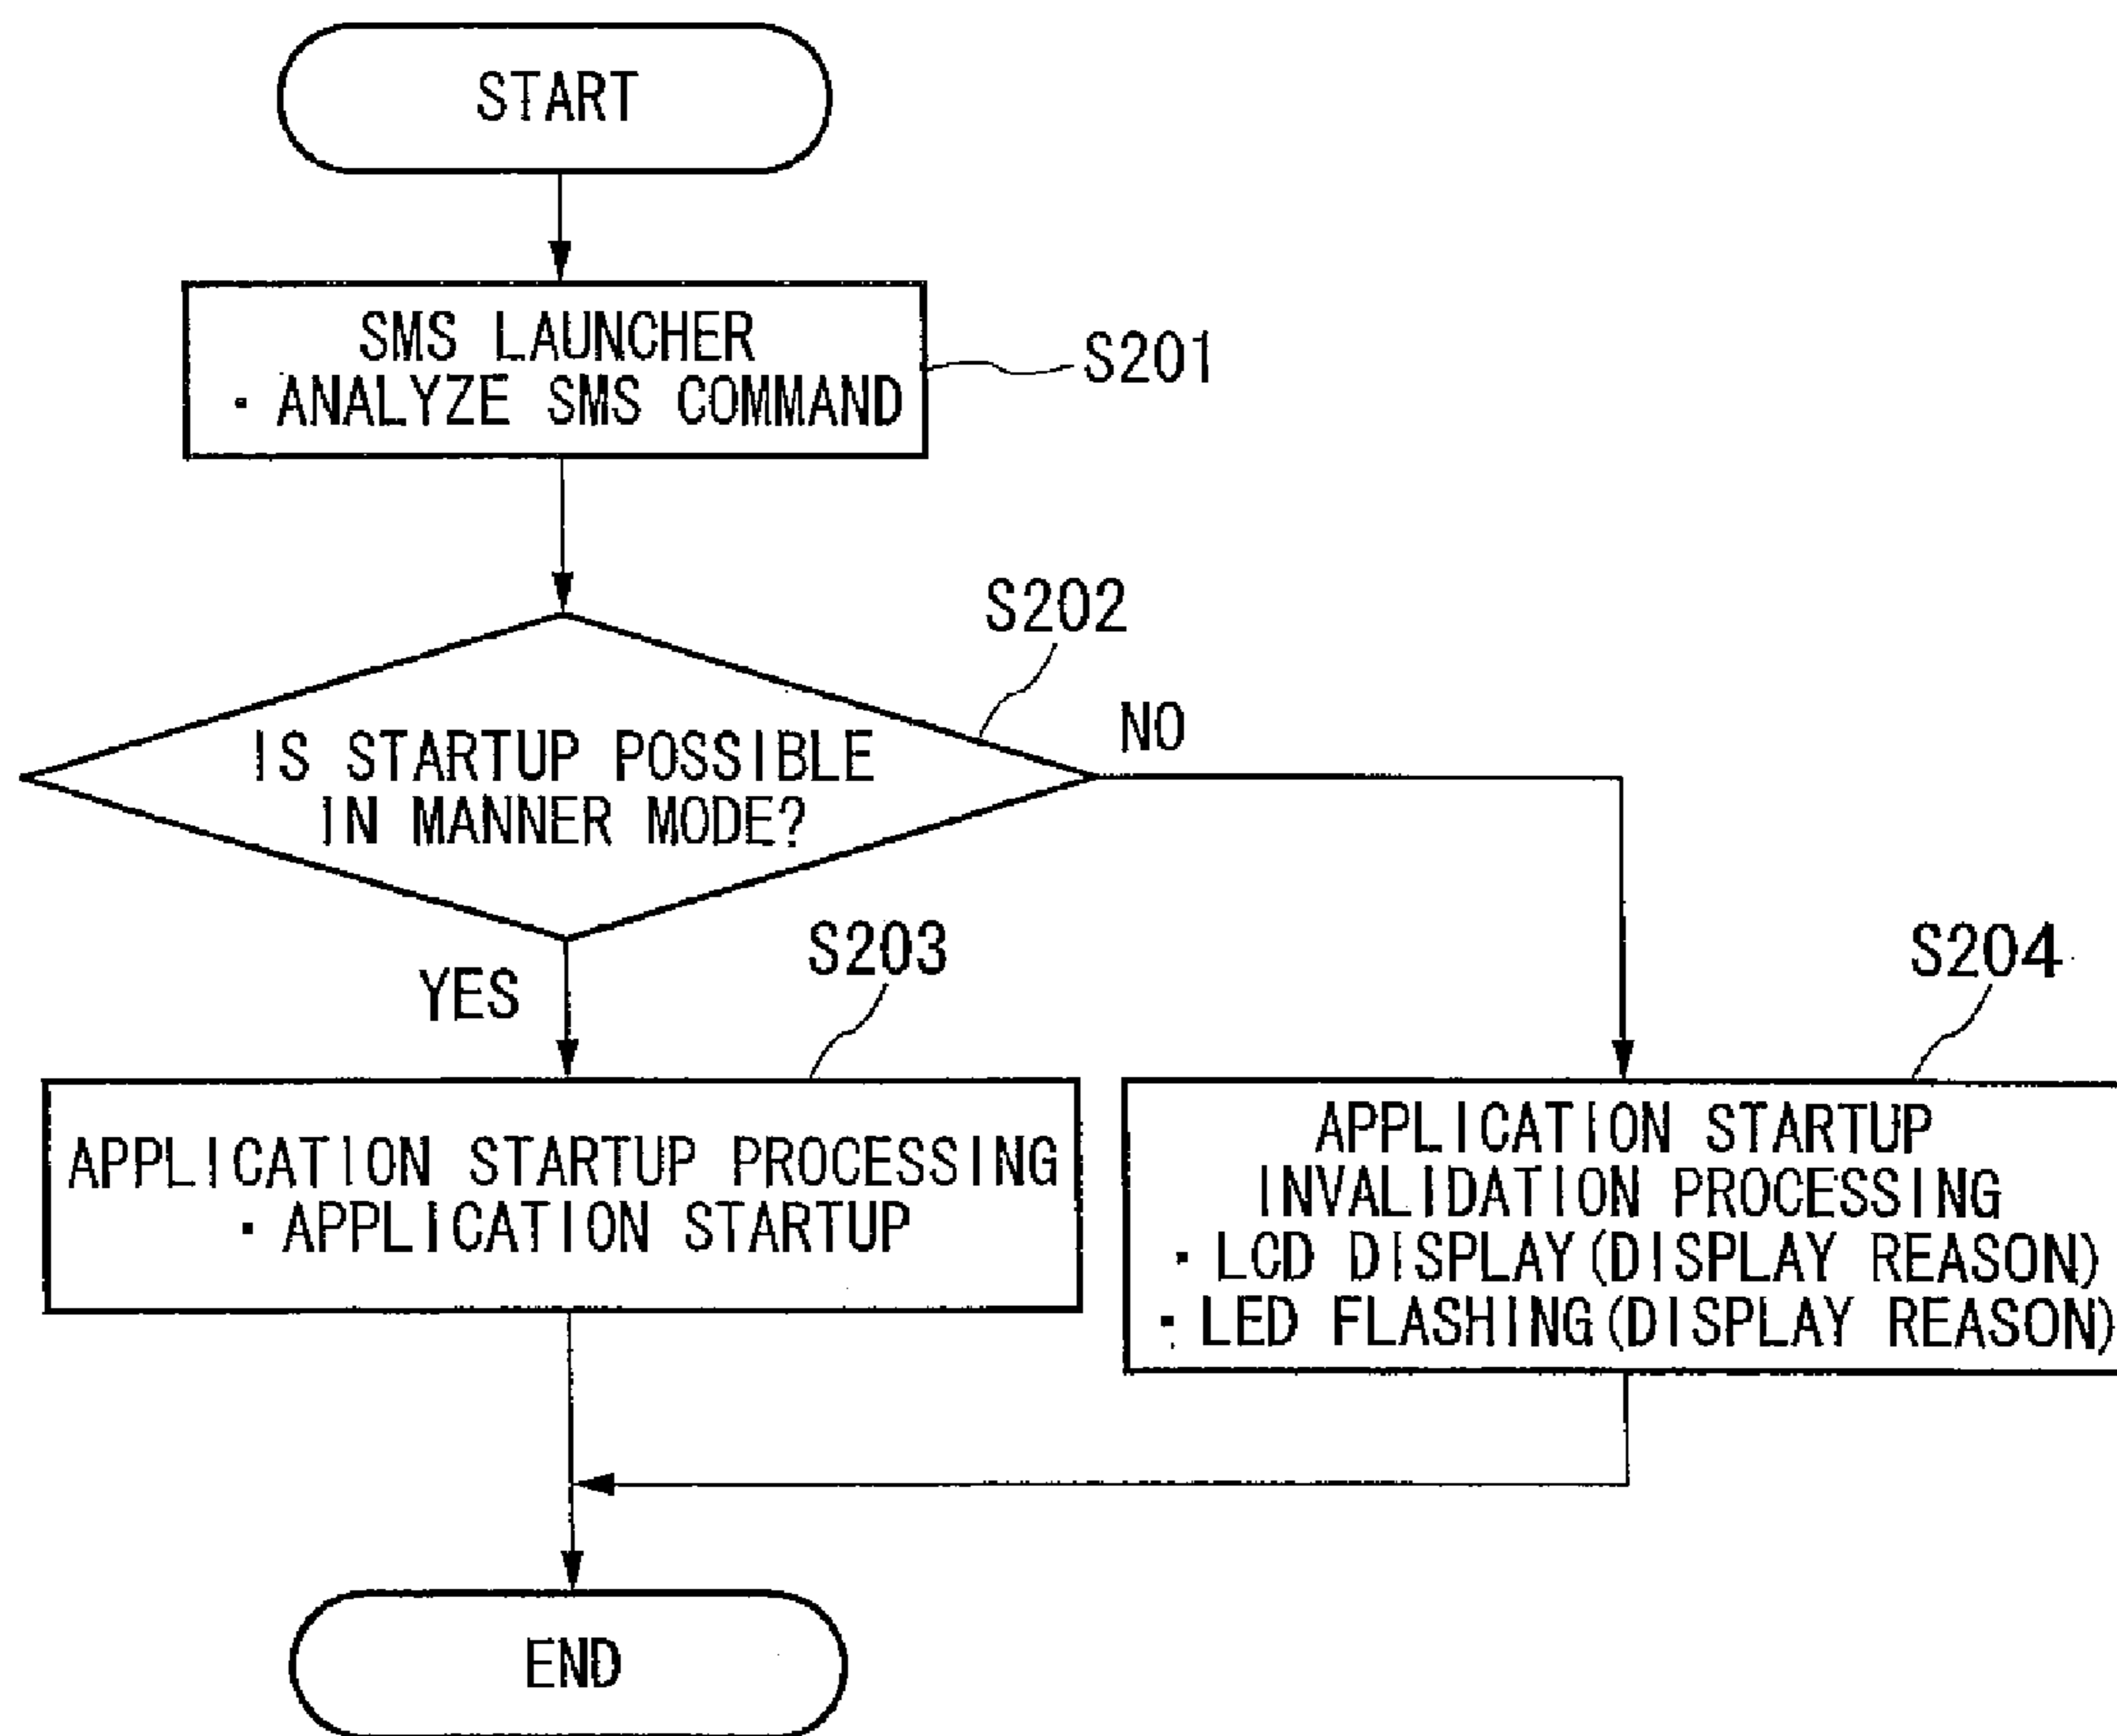 START
SMS LAUNCHER
・ANALYZE SMS COMMAND
S201
S202
IS STARTUP POSSIBLE
IN MANNER MODE?
NO
YES
S203
APPLICATION STARTUP PROCESSING
・APPLICATION STARTUP
S204
APPLICATION STARTUP
INVALIDATION PROCESSING
・LCD DISPLAY(DISPLAY REASON)
・LED FLASHING(DISPLAY REASON)
END